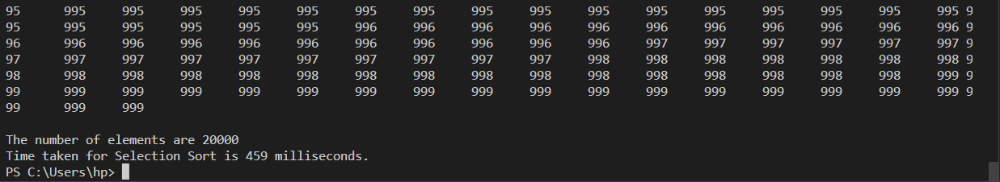 95 995 995 995 995 995 995 995 995 995 995 995 995 995 995 995 995 9
95 995 995 995 995 995 996 996 996 996 996 996 996 996 996 996 996 9
96 996 996 996 996 996 996 996 996 996 996 997 997 997 997 997 997 9
97 997 997 997 997 997 997 997 997 997 998 998 998 998 998 998 998 9
98 998 998 998 998 998 998 998 998 998 998 998 998 998 998 998 999 9
99 999 999 999 999 999 999 999 999 999 999 999 999 999 999 999 999 9
99 999 999
The number of elements are 20000
Time taken for Selection Sort is 459 milliseconds.
PS C:\Users\hp>